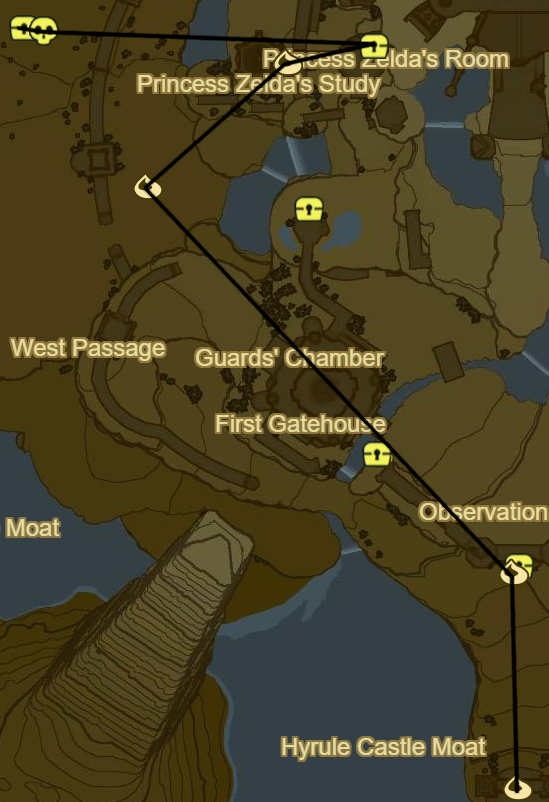 Princess Zelda's Room
Princess Zelda's Study
West Passage
Guards' Chamber
First Gatehouse
Observation
Moat
Hyrule Castle Moat